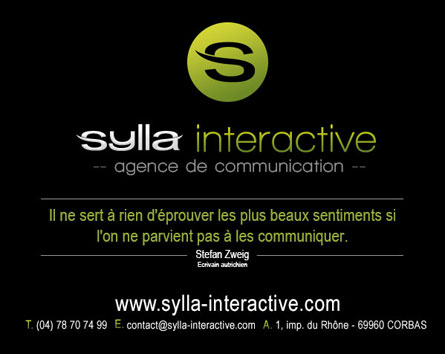 S
sylla interactive
-- agence de communication --
Il ne sert à rien d'éprouver les plus beaux sentiments si
l'on ne parvient pas à les communiquer.
Stefan Zweig
Ecrivain autrichien
www.sylla-interactive.com
T. (04) 78 70 74 99 E. contact@sylla-interactive.com A. 1, imp. du Rhône - 69960 CORBAS